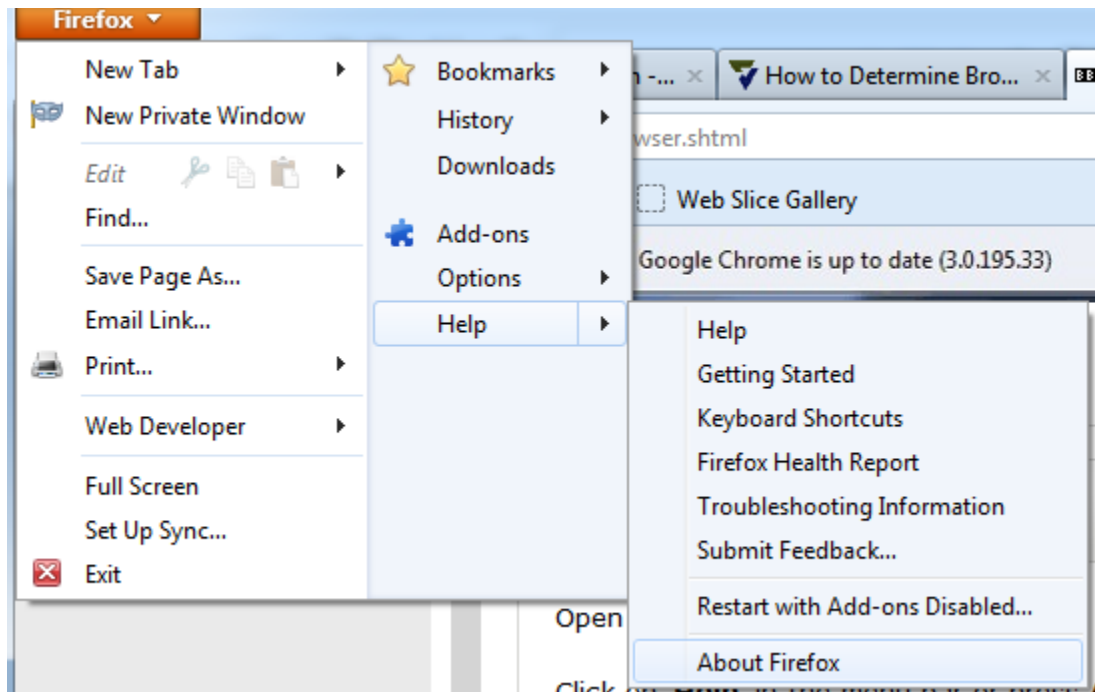 Firefox
New Tab
New Private Window
Edit
Find...
Save Page As...
Email Link...
Print...
Web Developer
Full Screen
Set Up Sync...
Exit
Bookmarks
History
Downloads
Add-ons
Options
Help
-...
How to Determine Bro...
wser.shtml
Web Slice Gallery
Google Chrome is up to date (3.0.195.33)
Help
Getting Started
Keyboard Shortcuts
Firefox Health Report
Troubleshooting Information
Submit Feedback...
Restart with Add-ons Disabled...
About Firefox
Open